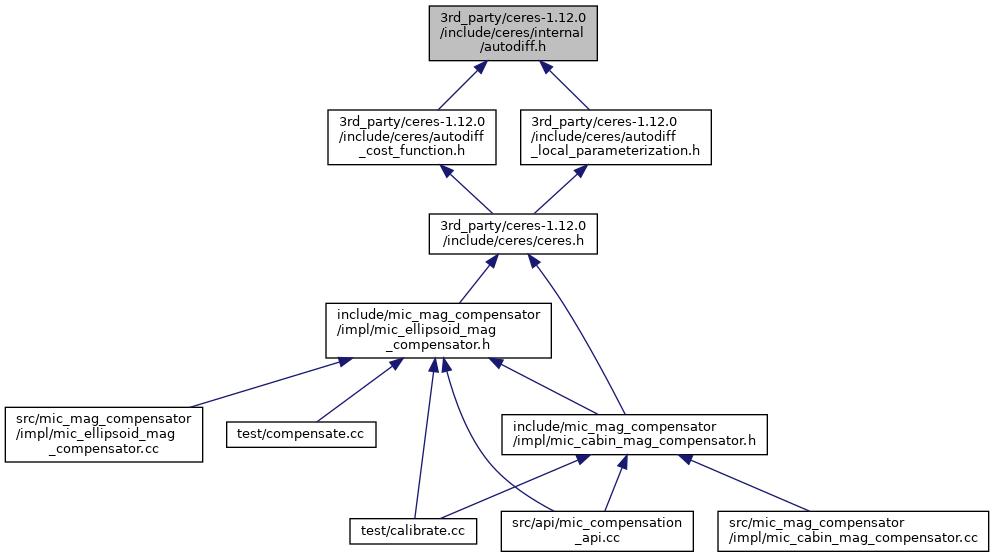 3rd_party/ceres-1.12.0
/include/ceres/internal
/autodiff.h
3rd_party/ceres-1.12.0
/include/ceres/autodiff
_cost_function.h
3rd_party/ceres-1.12.0
/include/ceres/autodiff
_local_parameterization.h
3rd_party/ceres-1.12.0
/include/ceres/ceres.h
include/mic_mag_compensator
/impl/mic_ellipsoid_mag
_compensator.h
src/mic_mag_compensator
/impl/mic_ellipsoid_mag
_compensator.cc
test/compensate.cc
include/mic_mag_compensator
/impl/mic_cabin_mag_compensator.h
test/calibrate.cc
src/api/mic_compensation
_api.cc
src/mic_mag_compensator
/impl/mic_cabin_mag_compensator.cc